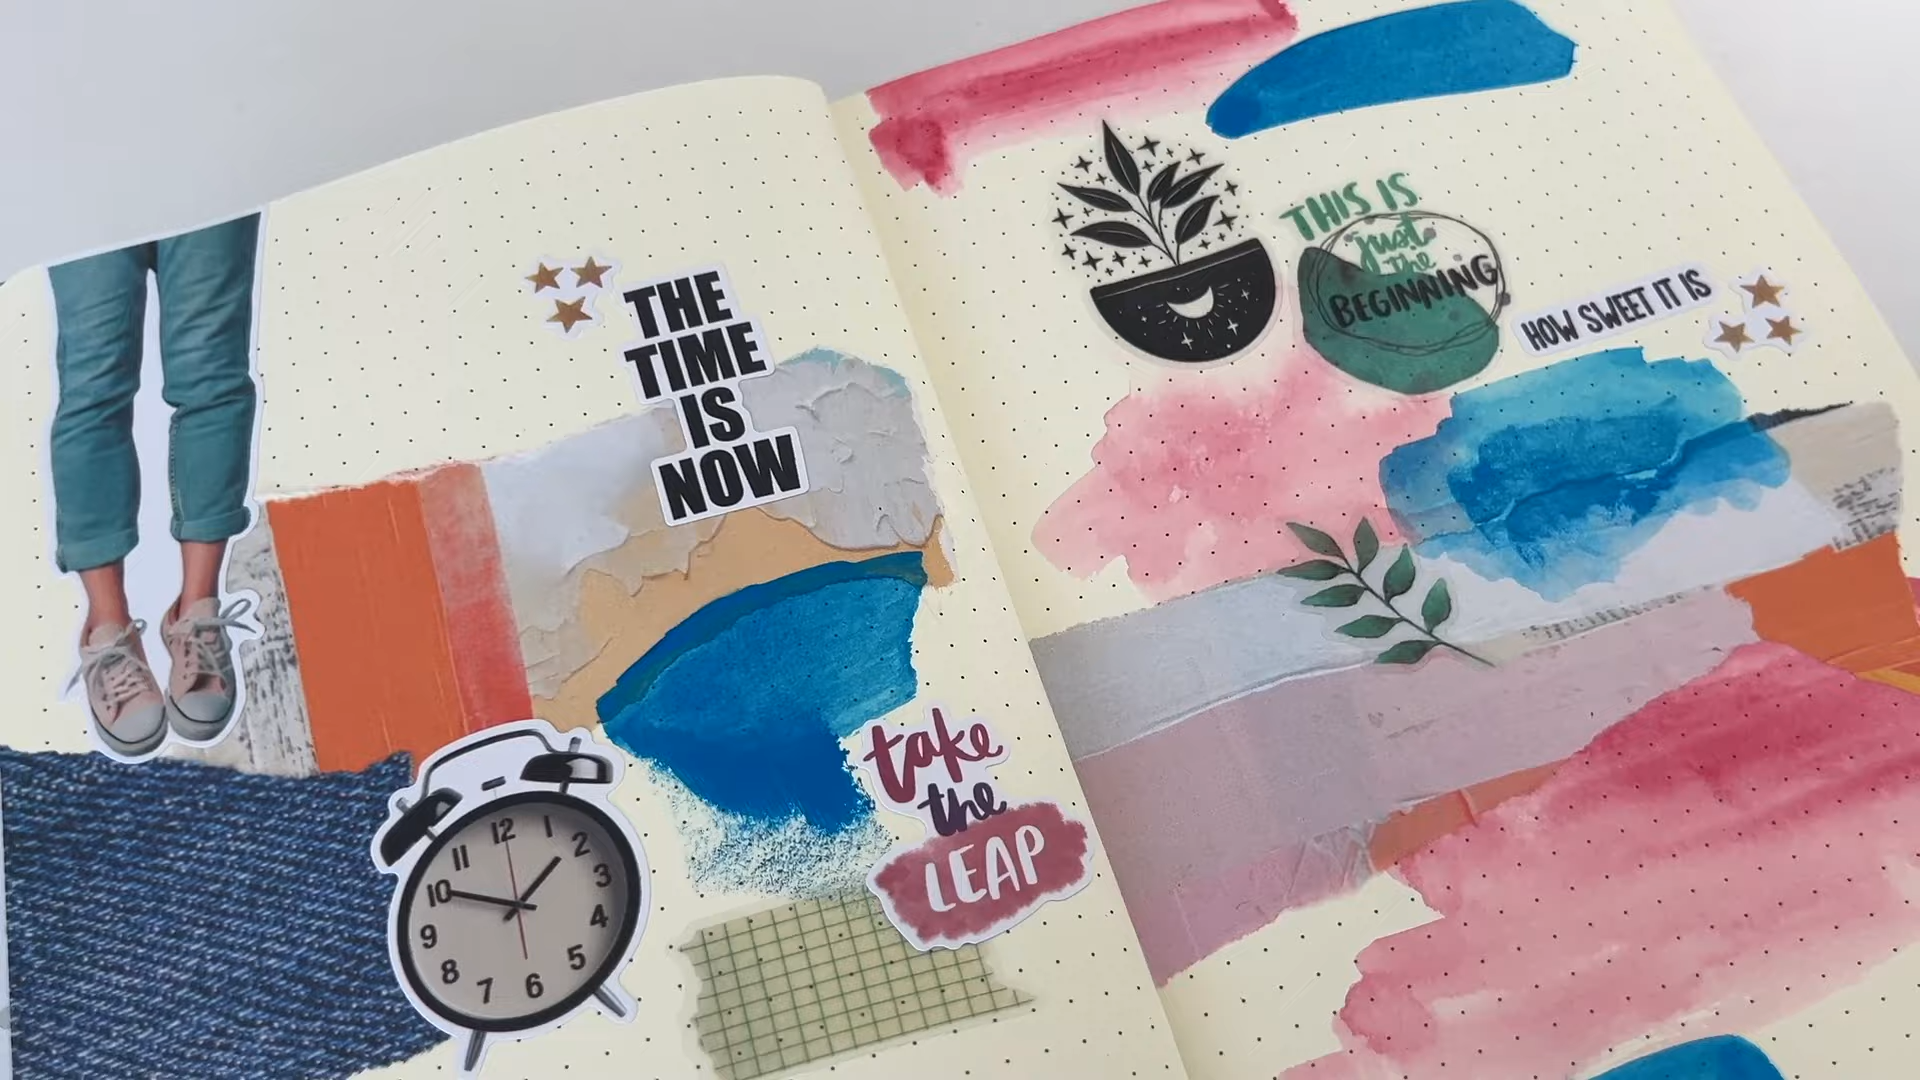 THE
TIME
IS
NOW
take
the
LEAP
12
1
2
3
4
5
6
7
8
9
10
11
THIS IS
just
the
BEGINNING
HOW SWEET IT IS